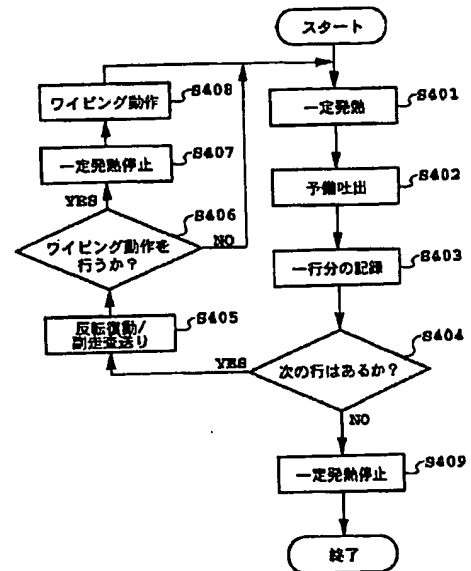 スタート
一定発熱
S401
予備吐出
S402
一行分の記録
S403
次の行はあるか?
S404
YES
NO
反転復動/
副走査送り
S405
ワイピング動作を
行うか?
S406
YES
NO
一定発熱停止
S407
ワイピング動作
S408
一定発熱停止
S409
終了